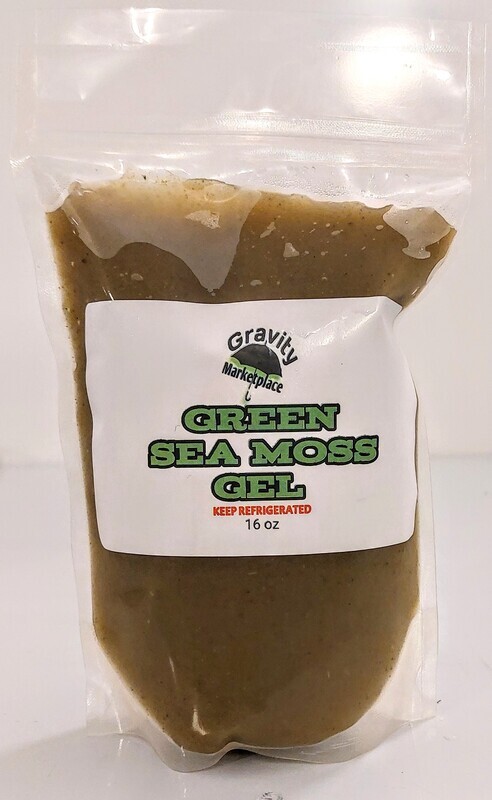 Gravity
Marketplace
GREEN
SEA MOSS
GEL
KEEP REFRIGERATED
16 oz